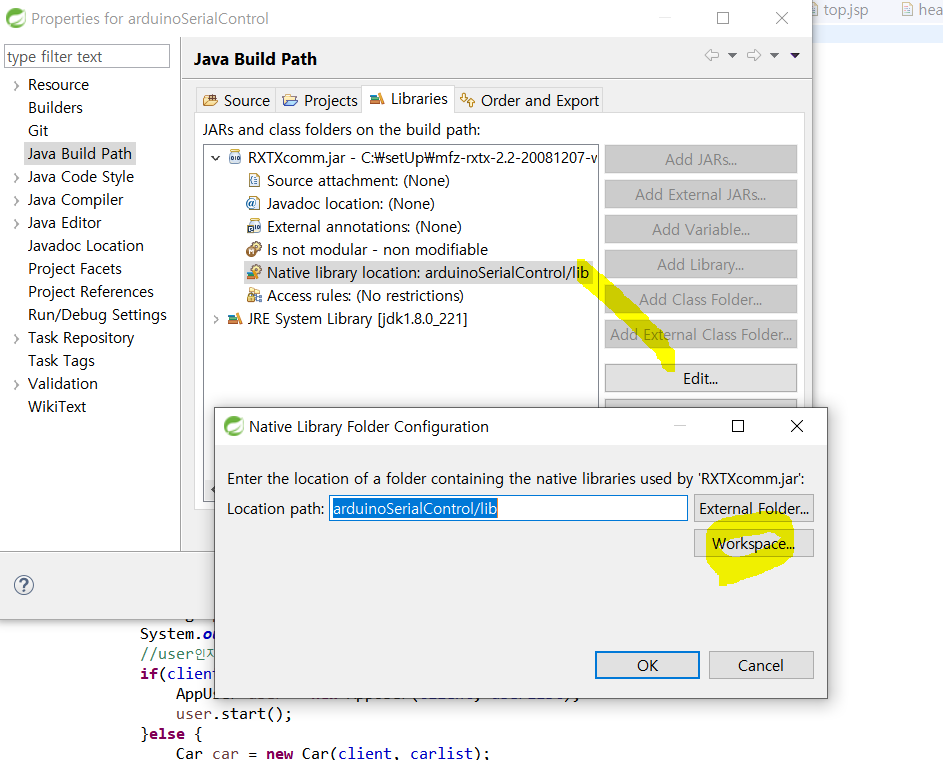 Properties for arduinoSerialControl
top.jsp
hea
type filter text
Resource
Builders
Git
Java Build Path
Java Code Style
Java Compiler
Java Editor
Javadoc Location
Project Facets
Project References
Run/Debug Settings
Task Repository
Task Tags
Validation
WikiText
Java Build Path
Source
Projects
Libraries
Order and Export
JARs and class folders on the build path:
RXTXcomm.jar - C:₩setUp₩mfz-rxtx-2.2-20081207-w
Source attachment: (None)
Javadoc location: (None)
External annotations: (None)
Is not modular - non modifiable
Native library location: arduinoSerialControl/lib
Access rules: (No restrictions)
JRE System Library [jdk1.8.0_221]
Add JARs...
Add External JARs...
Add Variable...
Add Library...
Add Class Folder...
Add External Class Folder...
Edit...
Native Library Folder Configuration
Enter the location of a folder containing the native libraries used by 'RXTXcomm.jar':
Location path: arduinoSerialControl/lib
External Folder...
Workspace...
OK
Cancel
System.o
//user인
if(clien
user.start();
}else {
Car car = new Car(client, carlist);